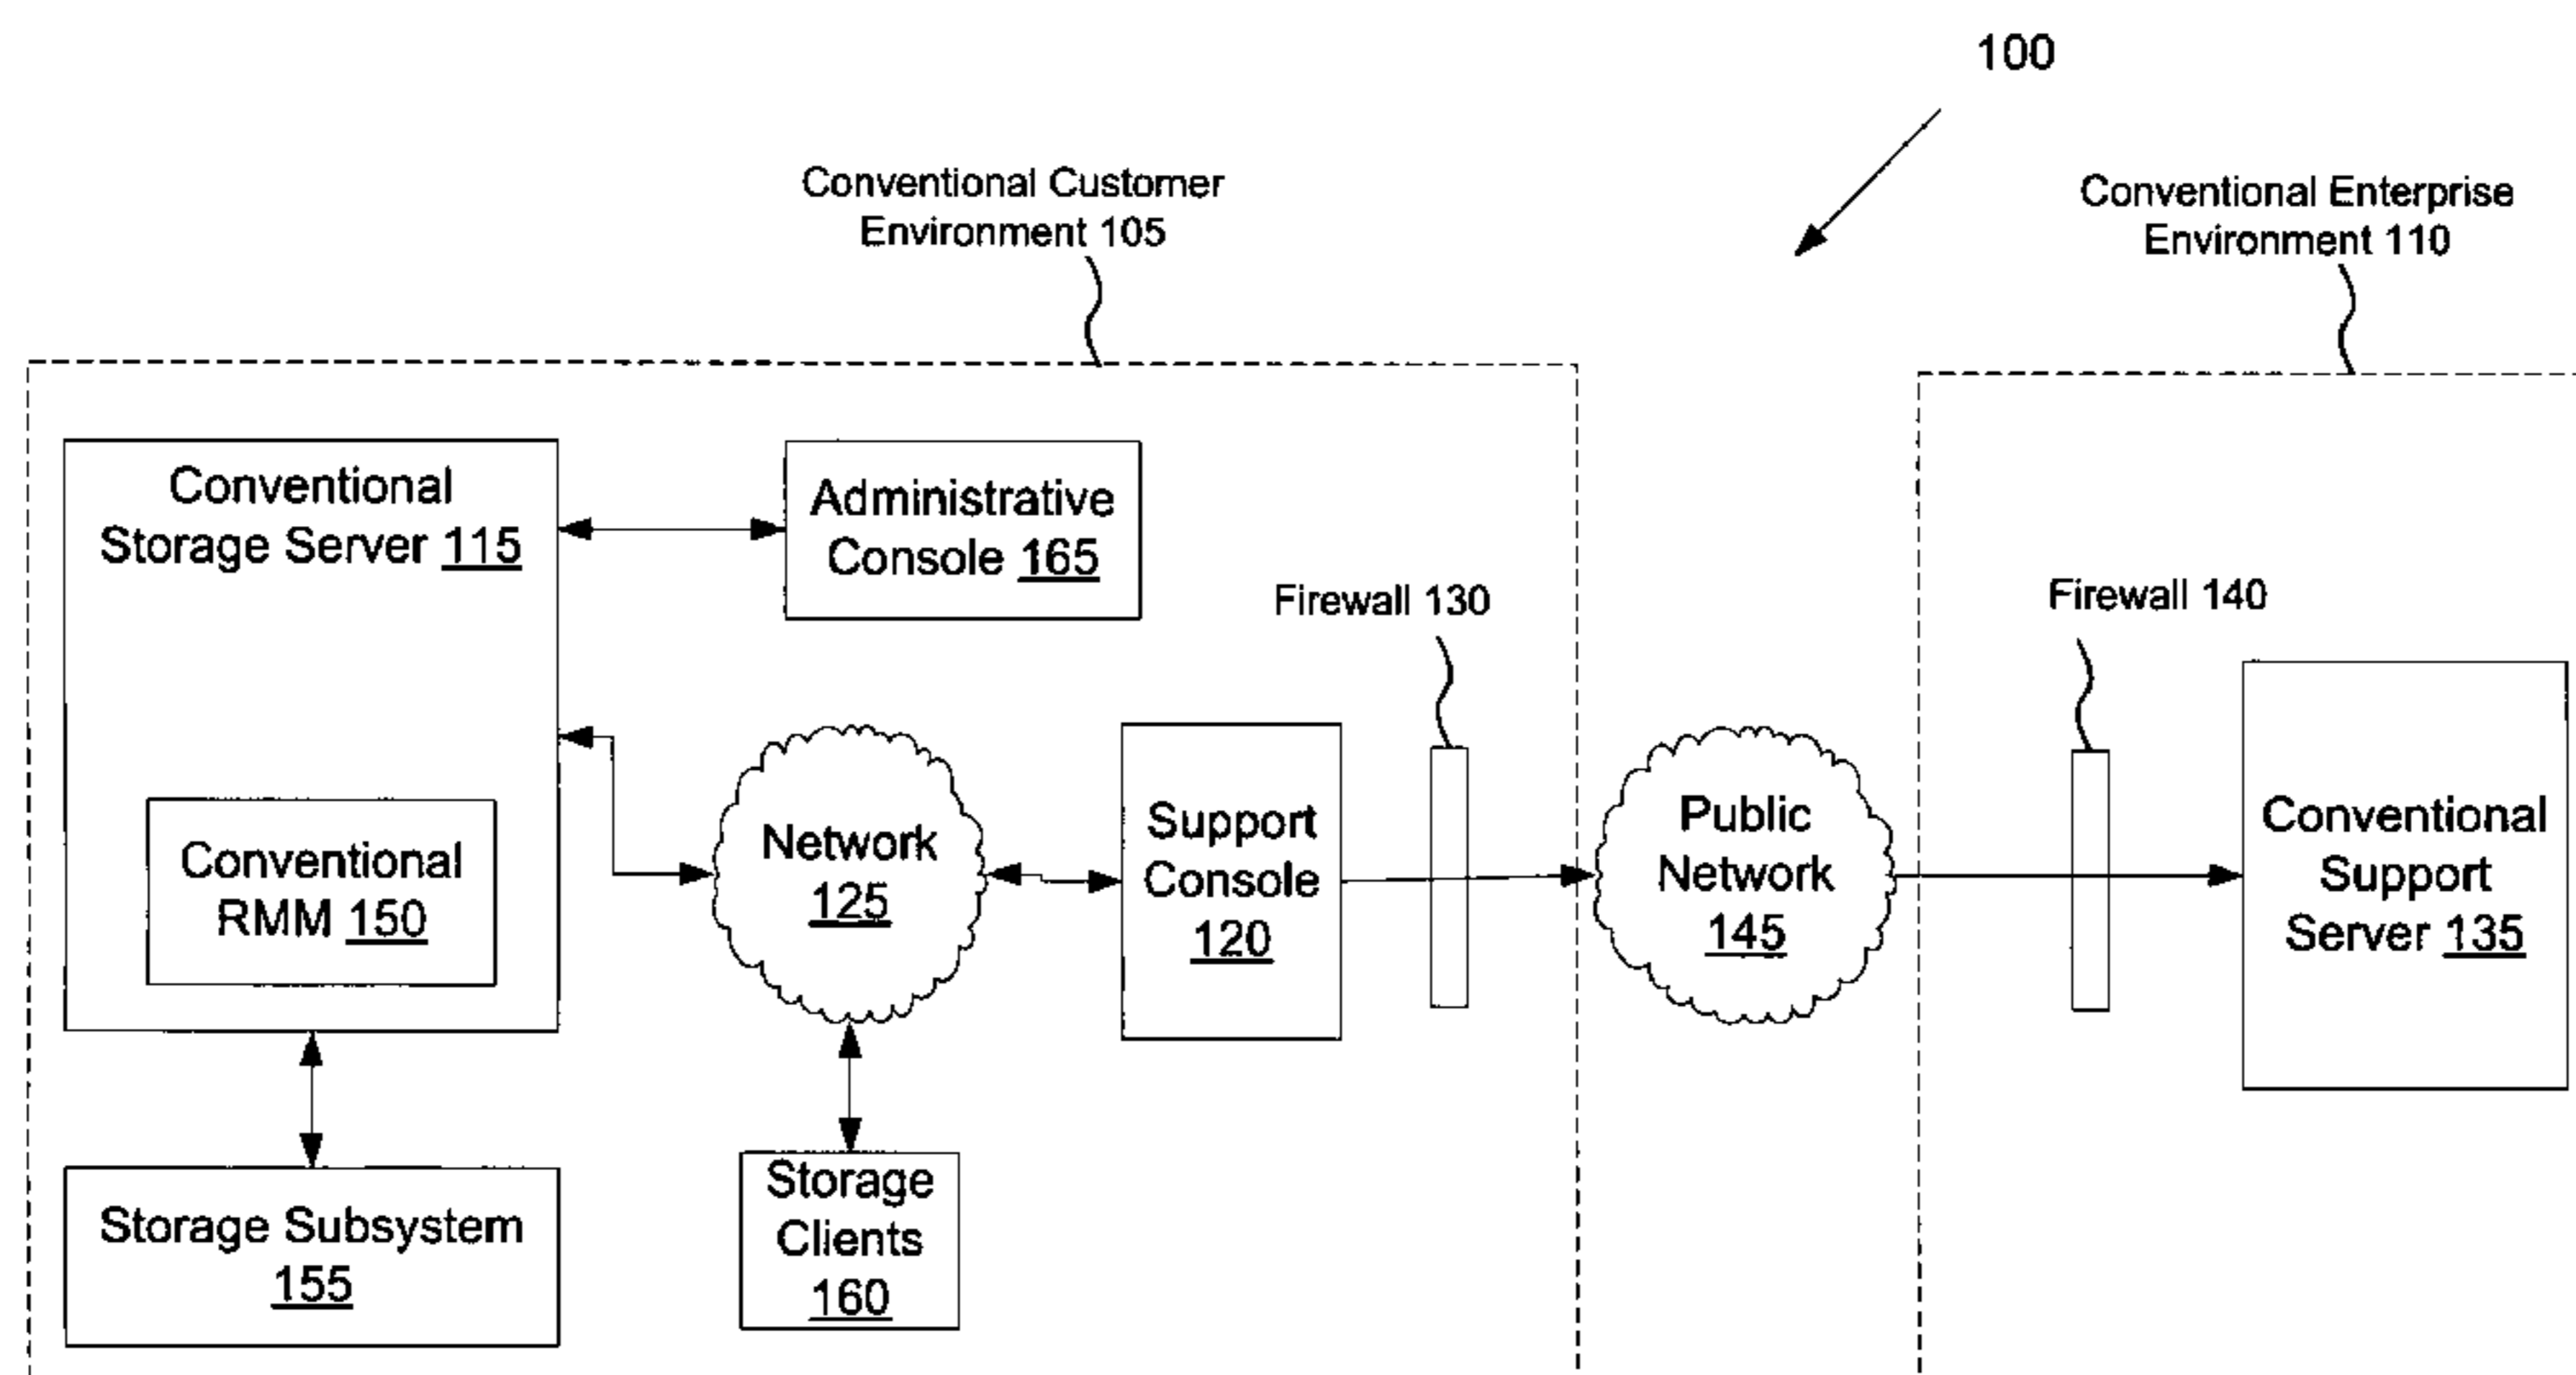 100
Conventional Customer
Environment 105
Conventional Enterprise
Environment 110
Conventional
Storage Server 115
Administrative
Console 165
Firewall 130
Firewall 140
Conventional
RMM 150
Network
125
Support
Console
120
Public
Network
145
Conventional
Support
Server 135
Storage Subsystem
155
Storage
Clients
160